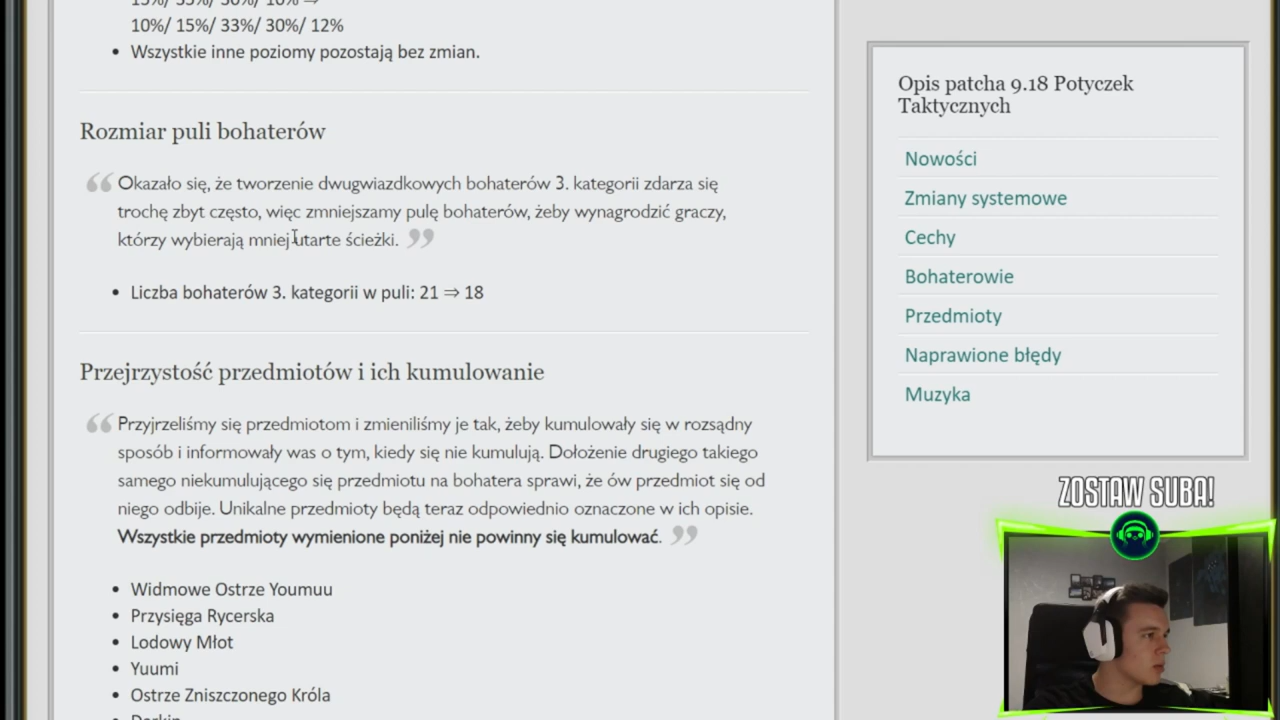 10%/ 15%/ 33%/ 30%/ 12%
• Wszystkie inne poziomy pozostają bez zmian.
Rozmiar puli bohaterów
Okazało się, że tworzenie dwugwiazdkowych bohaterów 3. kategorii zdarza się
trochę zbyt często, więc zmniejszamy pulę bohaterów, żeby wynagrodzić graczy,
którzy wybierają mniej utarte ścieżki.
• Liczba bohaterów 3. kategorii w puli: 21 ⇒ 18
Przejrzystość przedmiotów i ich kumulowanie
Przyjrzeliśmy się przedmiotom i zmieniliśmy je tak, żeby kumulowały się w rozsądny
sposób i informowały was o tym, kiedy się nie kumulują. Dołożenie drugiego takiego
samego niekumulującego się przedmiotu na bohatera sprawi, że ów przedmiot się od
niego odbije. Unikalne przedmioty będą teraz odpowiednio oznaczone w ich opisie.
Wszystkie przedmioty wymienione poniżej nie powinny się kumulować.
• Widmowe Ostrze Youmuu
• Przysięga Rycerska
• Lodowy Młot
• Yuumi
• Ostrze Zniszczonego Króla
Opis patcha 9.18 Potyczek
Taktycznych
Nowości
Zmiany systemowe
Cechy
Bohaterowie
Przedmioty
Naprawione błędy
Muzyka
ZOSTAW SUBA!